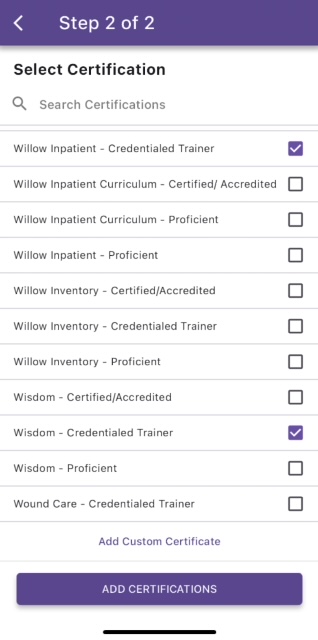 Step 2 of 2
Select Certification
Search Certifications
Willow Inpatient - Credentialed Trainer
Willow Inpatient Curriculum - Certified/ Accredited
Willow Inpatient Curriculum - Proficient
Willow Inpatient - Proficient
Willow Inventory - Certified/Accredited
Willow Inventory - Credentialed Trainer
Willow Inventory - Proficient
Wisdom - Certified/Accredited
Wisdom - Credentialed Trainer
Wisdom - Proficient
Wound Care - Credentialed Trainer
Add Custom Certificate
ADD CERTIFICATIONS